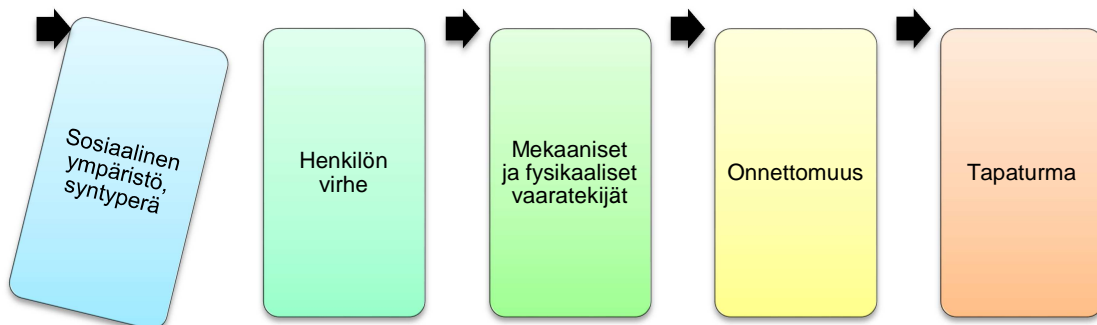 Sosiaalinen
ympäristö,
syntyperä
Henkilön
virhe
Mekaaniset
ja fysikaaliset
vaaratekijät
Onnettomuus
Tapaturma